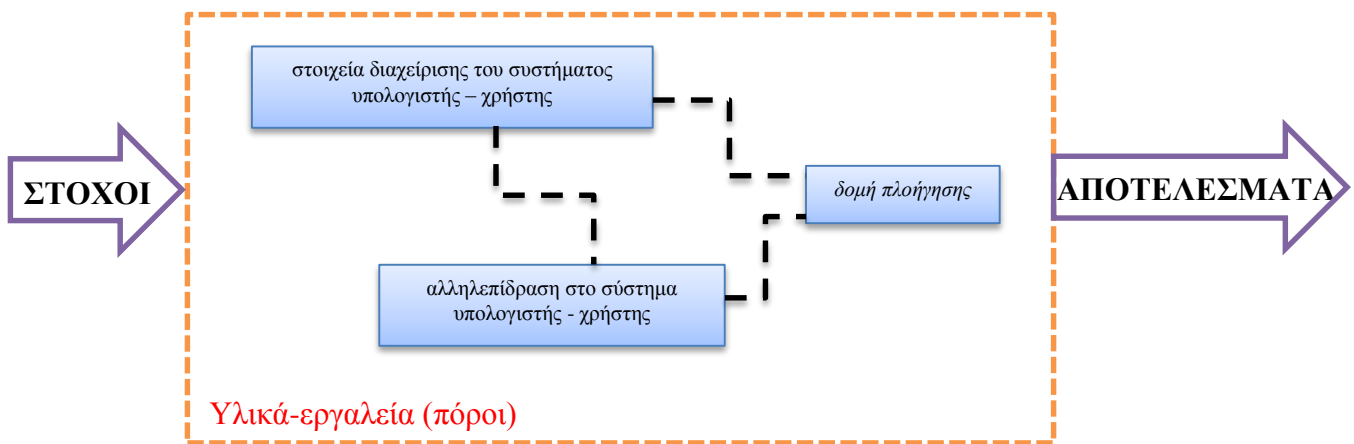 ΣΤΟΧΟΙ
στοιχεία διαχείρισης του συστήματος
υπολογιστής – χρήστης
δομή πλοήγησης
αλληλεπίδραση στο σύστημα
υπολογιστής - χρήστης
Υλικά-εργαλεία (πόροι)
ΑΠΟΤΕΛΕΣΜΑΤΑ